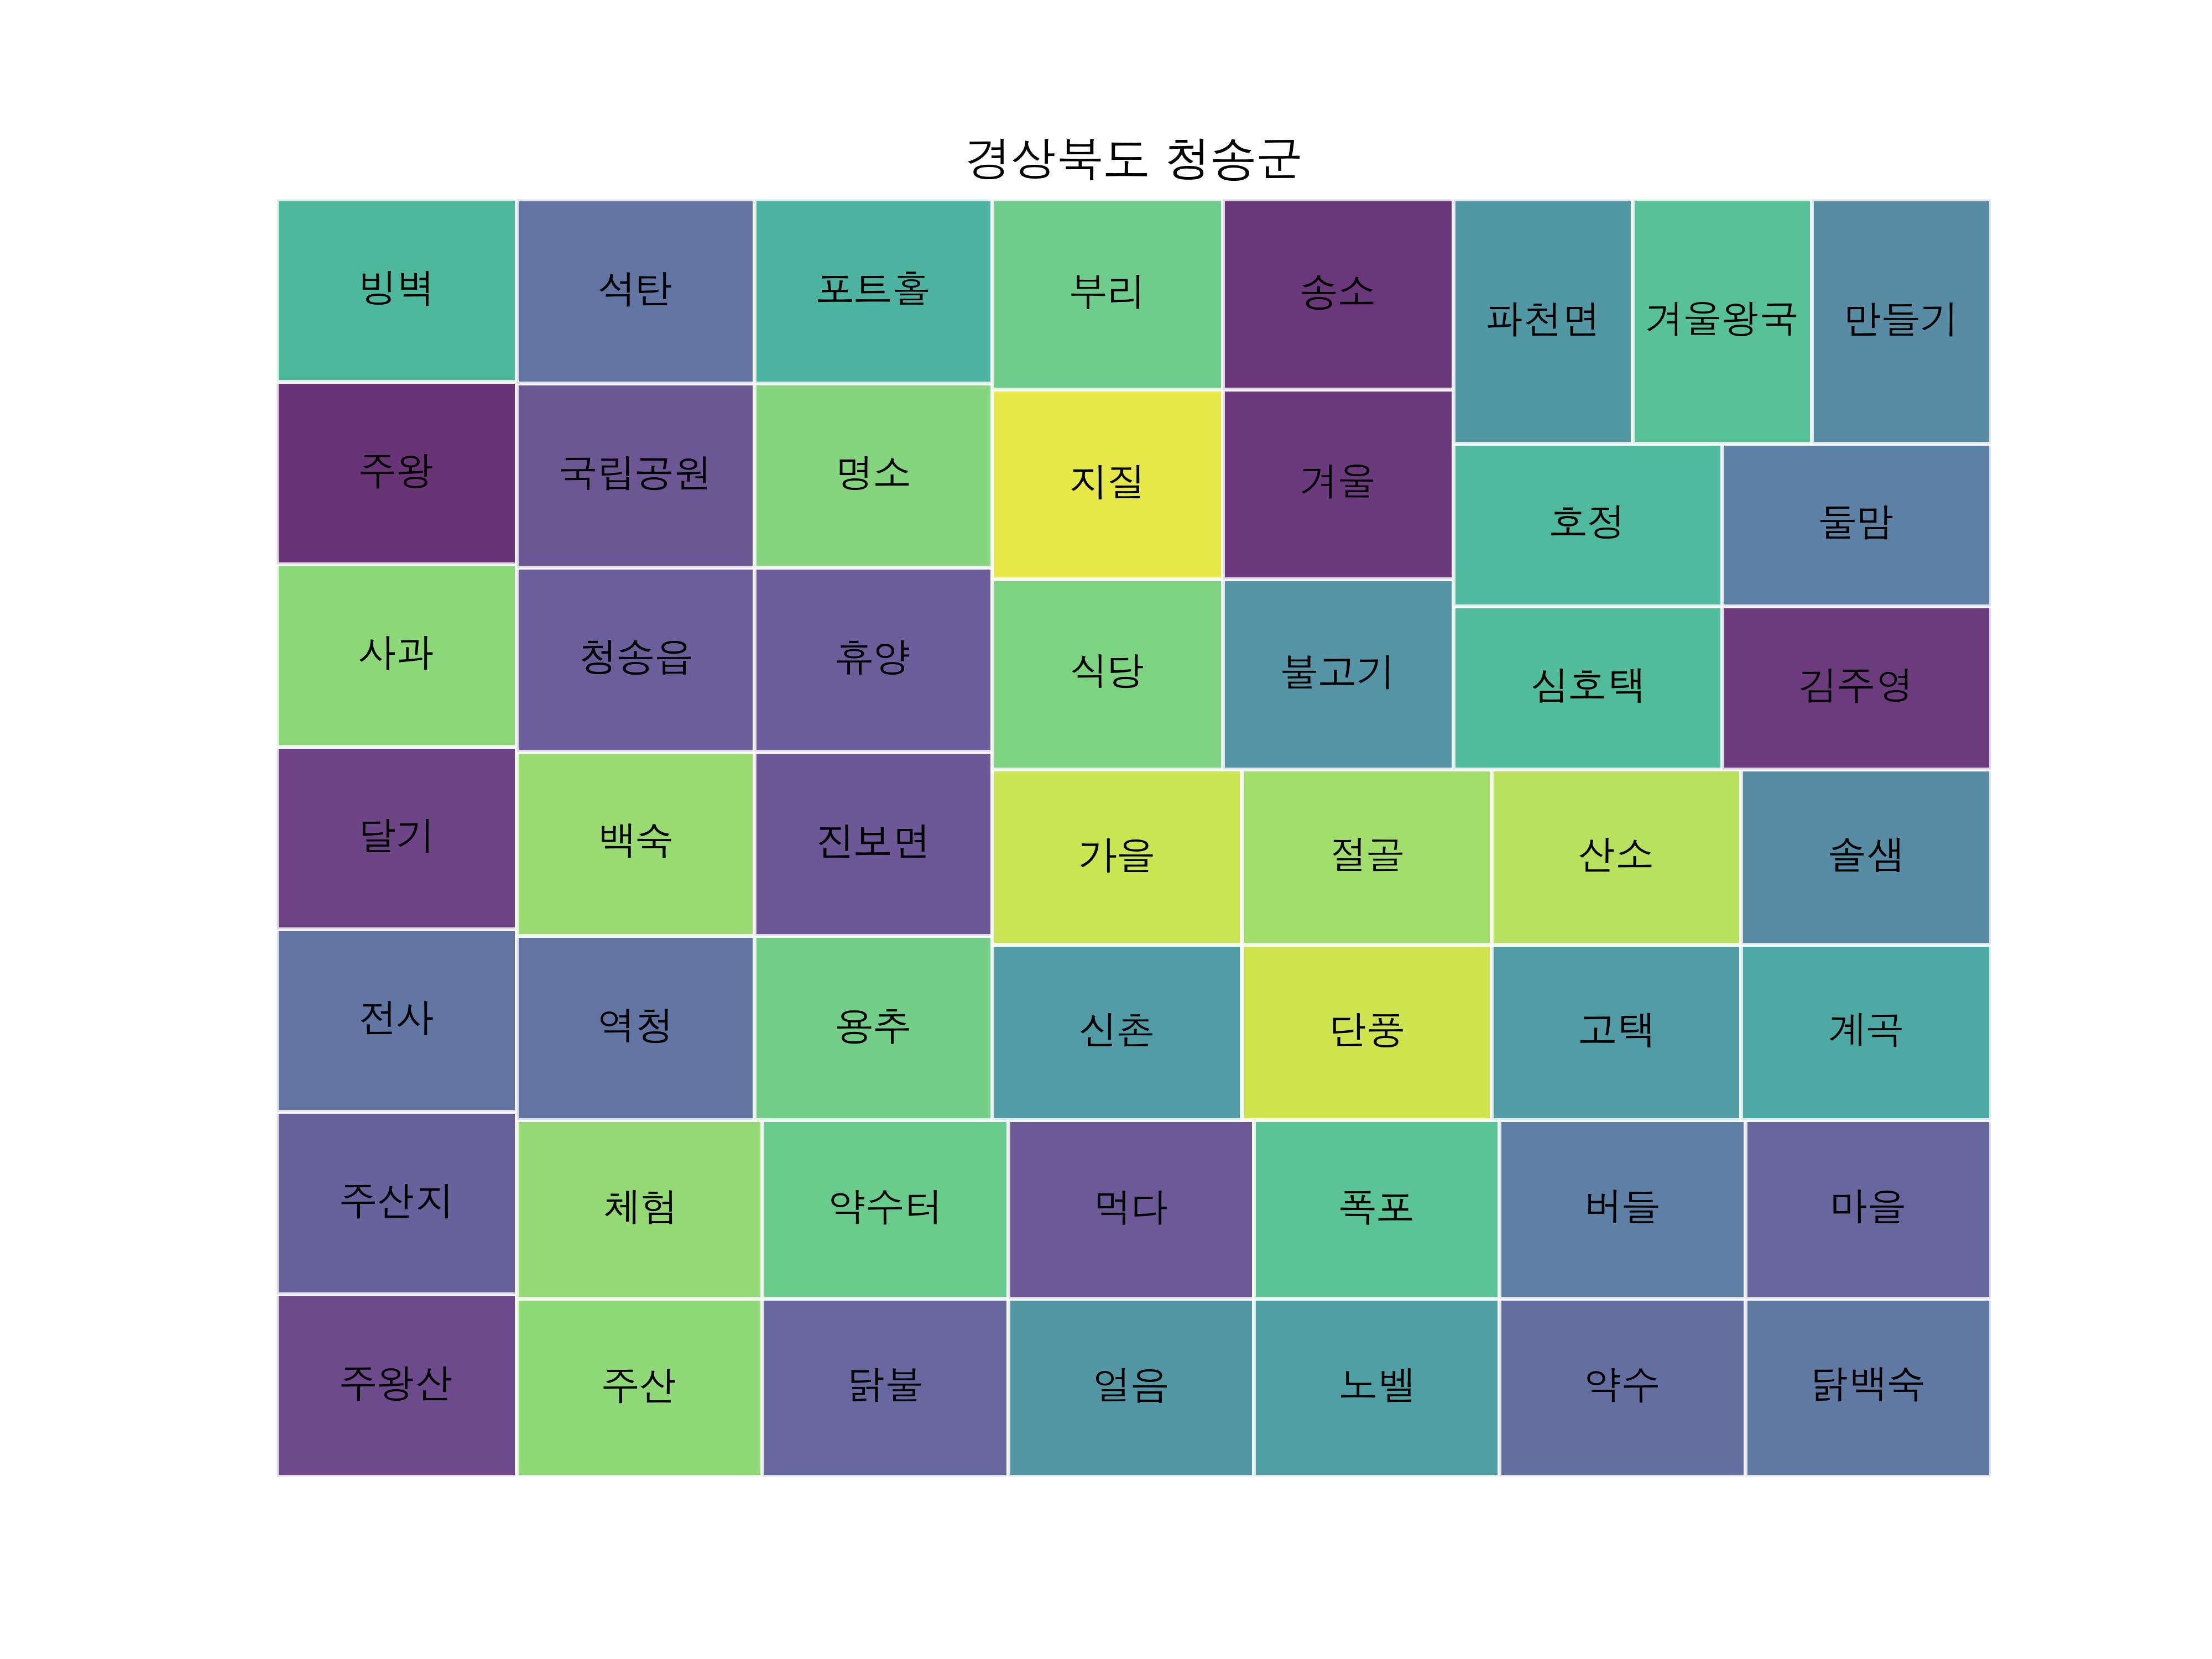 경상북도 청송군
빙벽
석탄
포트홀
부리
송소
파천면
겨울왕국
만들기
주왕
국립공원
명소
지질
겨울
호정
둘맘
사과
청송읍
휴양
식당
불고기
심호택
김주영
달기
백숙
진보면
가을
절골
산소
솔샘
전사
역청
용추
신촌
단풍
고택
계곡
주산지
체험
약수터
먹다
폭포
버들
마을
주왕산
주산
닭불
얼음
노벨
약수
닭백숙